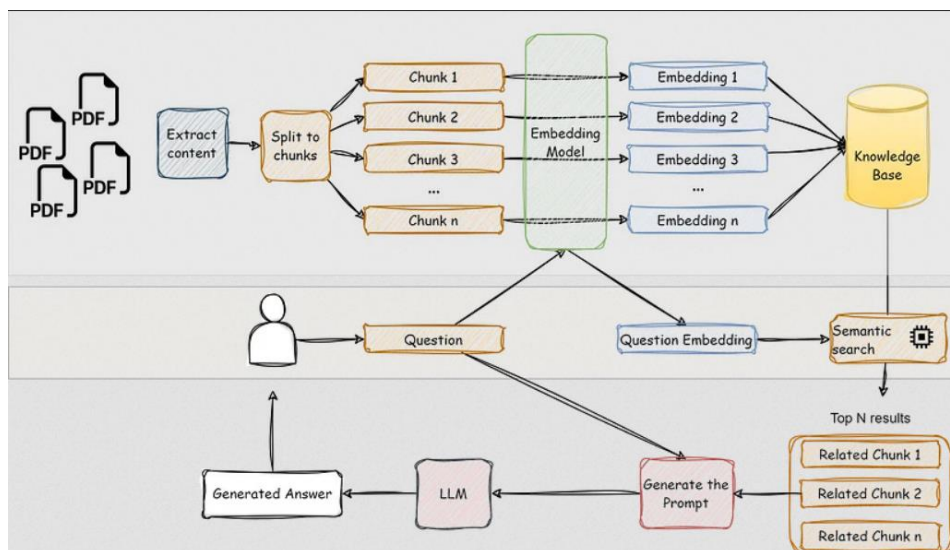 PDF
PDF
PDF
PDF
Extract
content
Split to
chunks
Chunk 1
Chunk 2
Chunk 3
...
Chunk n
Embedding
Model
Embedding 1
Embedding 2
Embedding 3
...
Embedding n
Knowledge
Base
Question
Question Embedding
Semantic
search
Top N results
Related Chunk 1
Related Chunk 2
Related Chunk n
Generate the
Prompt
LLM
Generated Answer